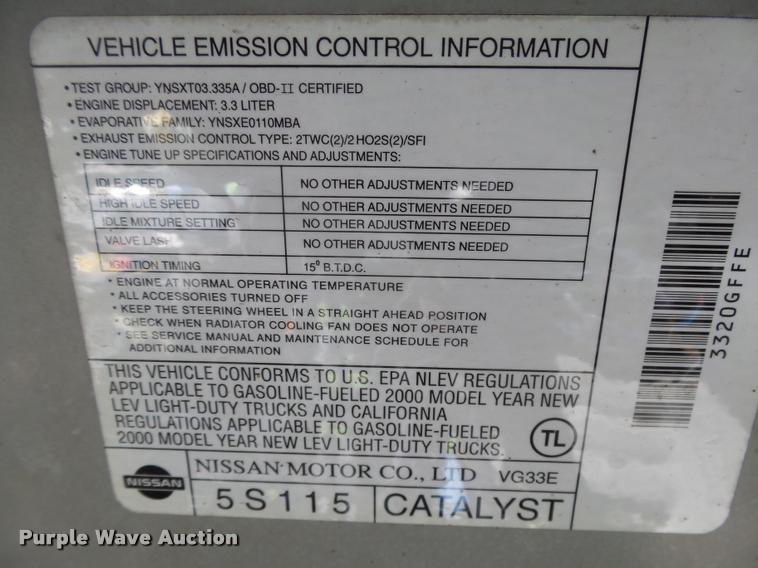 VEHICLE EMISSION CONTROL INFORMATION
• TEST GROUP: YNSXT03.335A / OBD-II CERTIFIED
• ENGINE DISPLACEMENT: 3.3 LITER
• EVAPORATIVE FAMILY: YNSXE0110MBA
• EXHAUST EMISSION CONTROL TYPE: 2TWC(2)/2HO2S(2)/SFI
• ENGINE TUNE UP SPECIFICATIONS AND ADJUSTMENTS:
IDLE SPEED NO OTHER ADJUSTMENTS NEEDED
HIGH IDLE SPEED NO OTHER ADJUSTMENTS NEEDED
IDLE MIXTURE SETTING NO OTHER ADJUSTMENTS NEEDED
VALVE LASH NO OTHER ADJUSTMENTS NEEDED
IGNITION TIMING 15° B.T.D.C.
• ENGINE AT NORMAL OPERATING TEMPERATURE
• ALL ACCESSORIES TURNED OFF
• KEEP THE STEERING WHEEL IN A STRAIGHT AHEAD POSITION
• CHECK WHEN RADIATOR COOLING FAN DOES NOT OPERATE
• SEE SERVICE MANUAL AND MAINTENANCE SCHEDULE FOR
ADDITIONAL INFORMATION
THIS VEHICLE CONFORMS TO U.S. EPA NLEV REGULATIONS
APPLICABLE TO GASOLINE-FUELED 2000 MODEL YEAR NEW
LEV LIGHT-DUTY TRUCKS AND CALIFORNIA
REGULATIONS APPLICABLE TO GASOLINE-FUELED
2000 MODEL YEAR NEW LEV LIGHT-DUTY TRUCKS.
TL
NISSAN
NISSAN MOTOR CO., LTD VG33E
5S115 CATALYST
3320GFFE
Purple Wave Auction